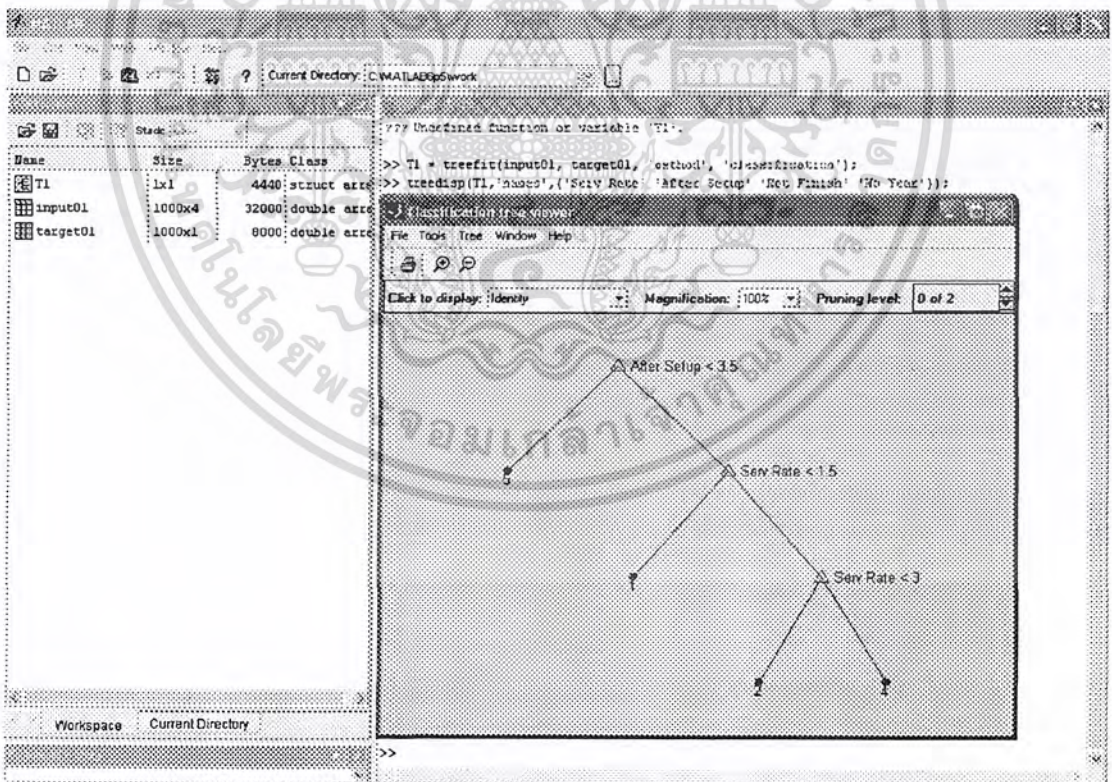 ? Current Directory: C:\MATLAB6p5\work
Stack:
Name Size Bytes Class
T1 1x1 4440 struct arra
input01 1000x4 32000 double arra
target01 1000x1 8000 double arra
Workspace Current Directory
??? Undefined function or variable 'T1'.
>> T1 = treefit(input01, target01, 'method', 'classification');
>> treedisp(T1,'names',{'Serv Rate' 'After Setup' 'Not Finish' 'No Year'});
Classification tree viewer
File Tools Tree Window Help
Click to display: Identity Magnification: 100% Pruning level: 0 of 2
After Setup < 3.5
Serv Rate < 1.5
Serv Rate < 3
2 4
>>